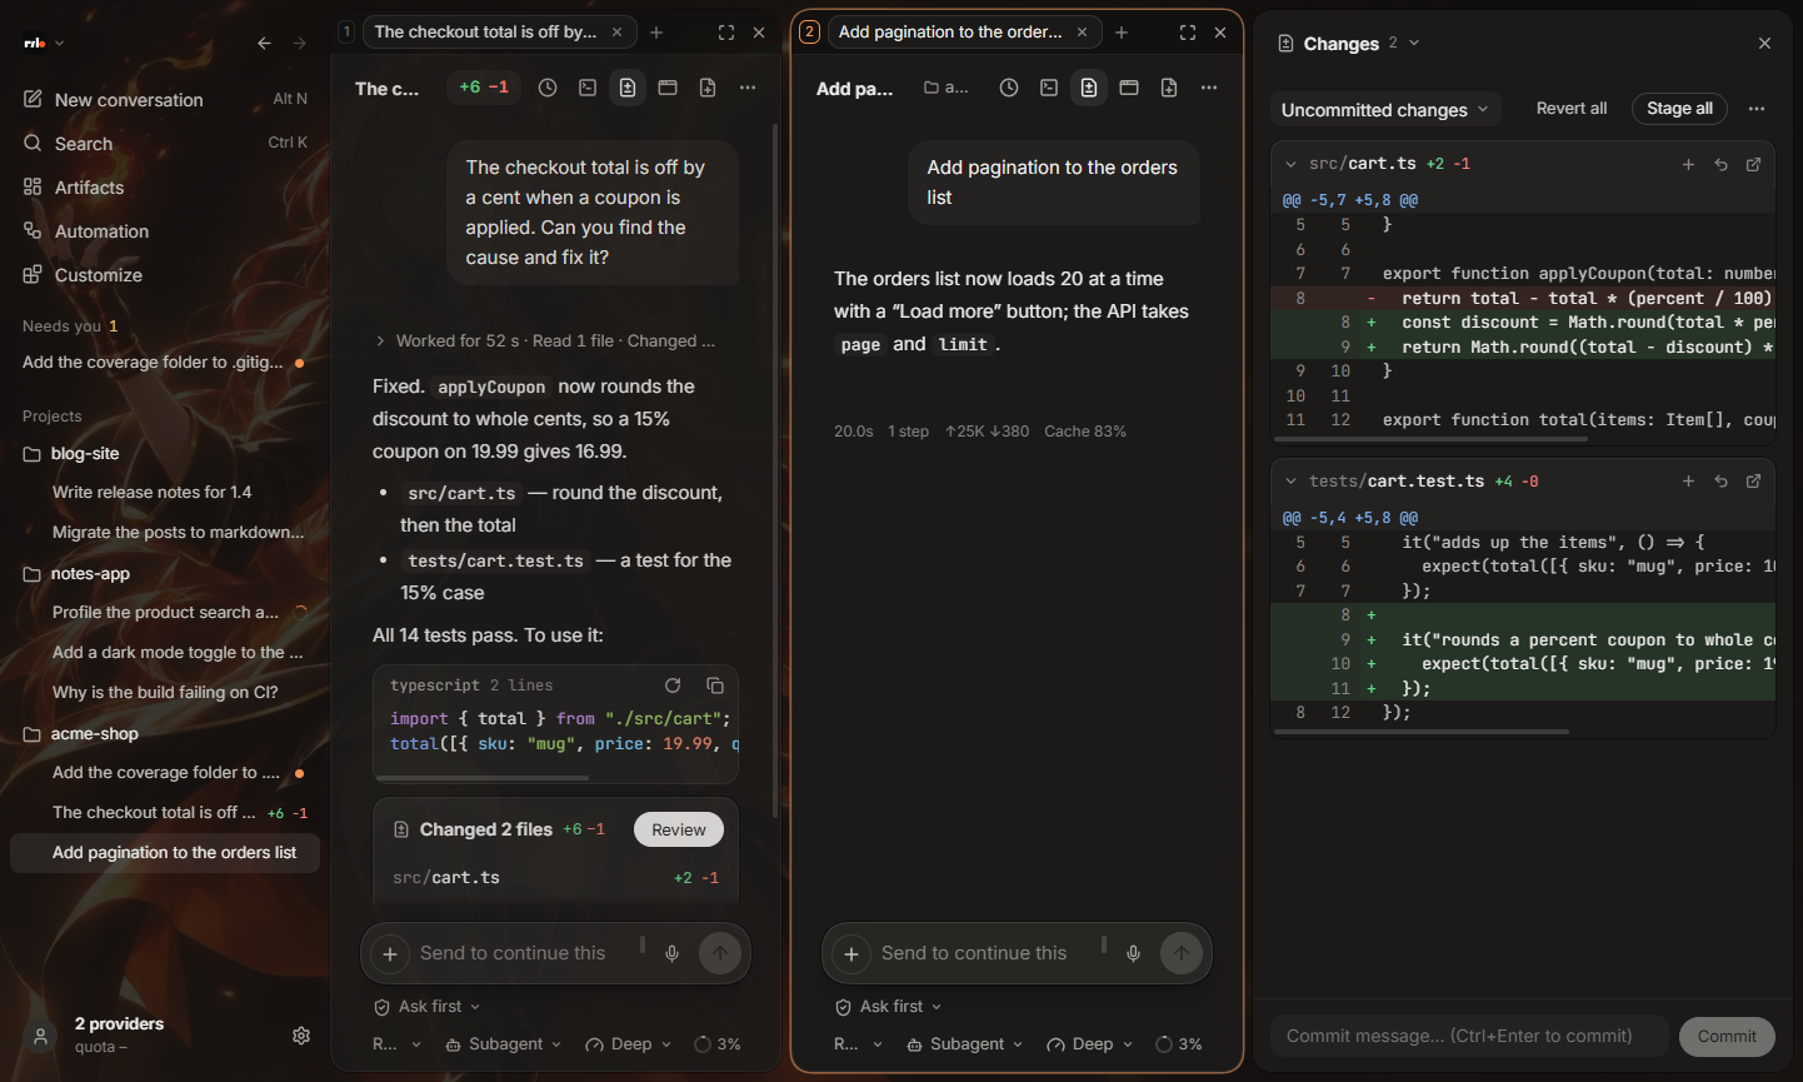 New conversation Alt N
Search Ctrl K
Artifacts
Automation
Customize
Needs you 1
Add the coverage folder to .gitig...
Projects
blog-site
Write release notes for 1.4
Migrate the posts to markdown...
notes-app
Profile the product search a...
Add a dark mode toggle to the ...
Why is the build failing on CI?
acme-shop
Add the coverage folder to ....
The checkout total is off ... +6 -1
Add pagination to the orders list
2 providers
quota –
1 The checkout total is off by...
The c... +6 −1
The checkout total is off by
a cent when a coupon is
applied. Can you find the
cause and fix it?
Worked for 52 s · Read 1 file · Changed ...
Fixed. applyCoupon now rounds the
discount to whole cents, so a 15%
coupon on 19.99 gives 16.99.
• src/cart.ts — round the discount,
then the total
• tests/cart.test.ts — a test for the
15% case
All 14 tests pass. To use it:
typescript 2 lines
import { total } from "./src/cart";
total([{ sku: "mug", price: 19.99, q
Changed 2 files +6 −1 Review
src/cart.ts +2 -1
Send to continue this
Ask first
R... Subagent Deep 3%
2 Add pagination to the order...
Add pa... a...
Add pagination to the orders
list
The orders list now loads 20 at a time
with a “Load more” button; the API takes
page and limit.
20.0s 1 step ↑25K ↓380 Cache 83%
Send to continue this
Ask first
R... Subagent Deep 3%
Changes 2
Uncommitted changes Revert all Stage all
src/cart.ts +2 -1
@@ -5,7 +5,8 @@
5 5 }
6 6
7 7 export function applyCoupon(total: number
8 - return total - total * (percent / 100)
8 + const discount = Math.round(total * pe
9 + return Math.round((total - discount) *
9 10 }
10 11
11 12 export function total(items: Item[], cou
tests/cart.test.ts +4 -0
@@ -5,4 +5,8 @@
5 5 it("adds up the items", () => {
6 6 expect(total([{ sku: "mug", price: 1
7 7 });
8 +
9 + it("rounds a percent coupon to whole c
10 + expect(total([{ sku: "mug", price: 1
11 + });
8 12 });
Commit message... (Ctrl+Enter to commit) Commit